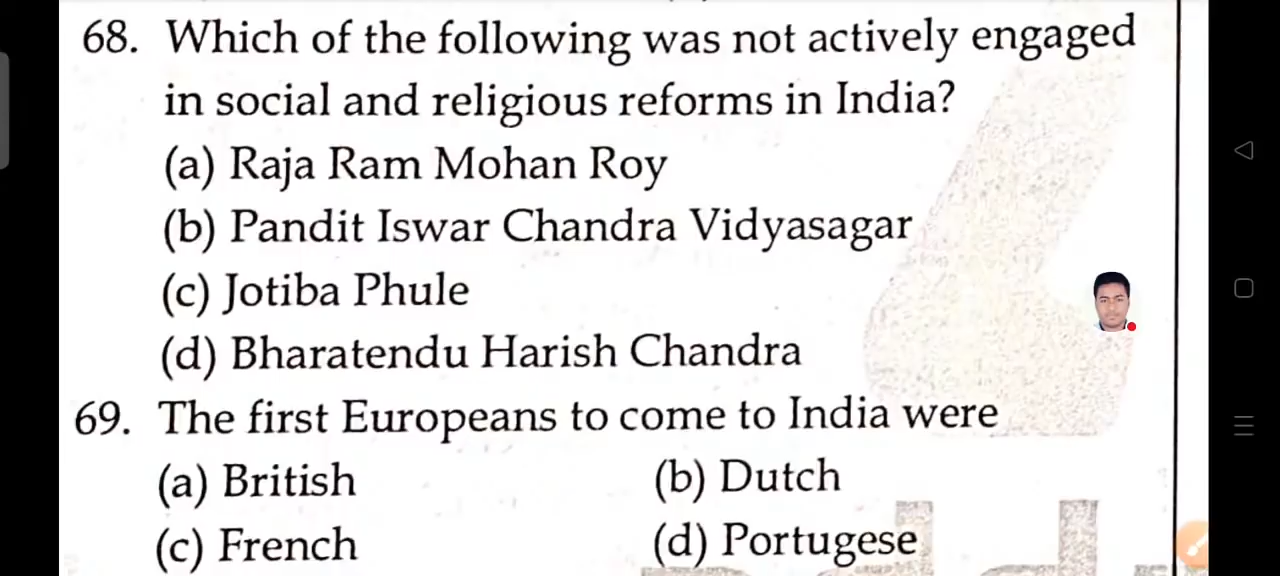 68. Which of the following was not actively engaged
in social and religious reforms in India?
(a) Raja Ram Mohan Roy
(b) Pandit Iswar Chandra Vidyasagar
(c) Jotiba Phule
(d) Bharatendu Harish Chandra
69. The first Europeans to come to India were
(a) British (b) Dutch
(c) French (d) Portugese